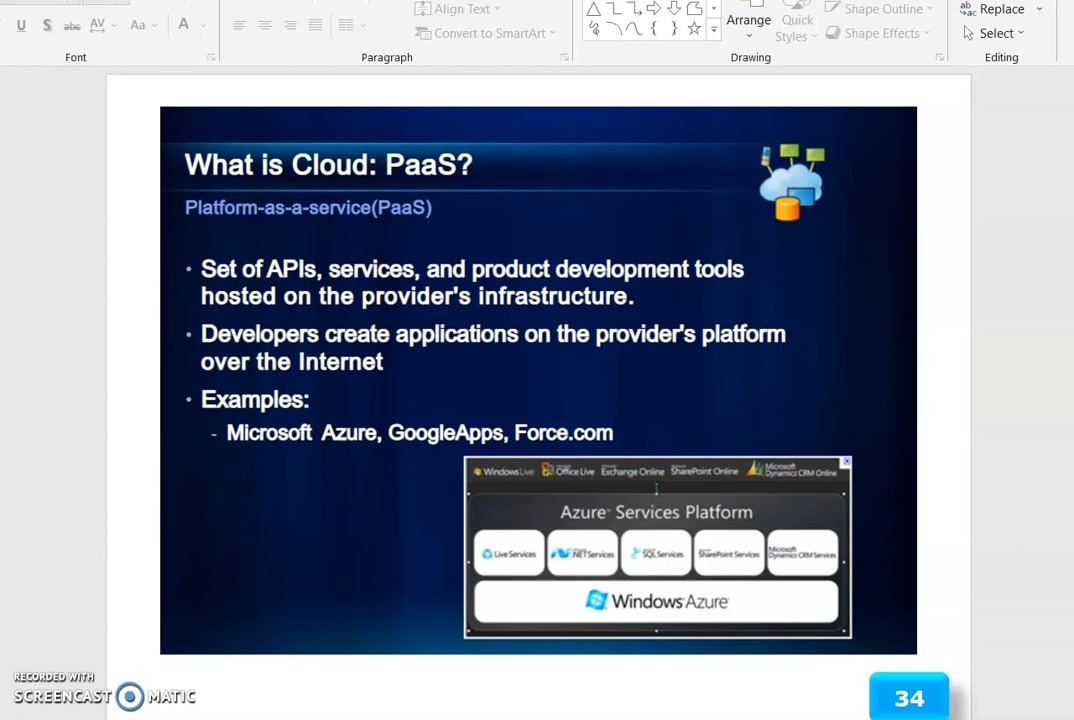 Align Text
Shape Outline
Replace
U S abc AV Aa A
Convert to SmartArt
Arrange
Quick
Styles
Shape Effects
Select
Font
Paragraph
Drawing
Editing
What is Cloud: PaaS?
Platform-as-a-service(PaaS)
• Set of APIs, services, and product development tools
hosted on the provider's infrastructure.
• Developers create applications on the provider's platform
over the Internet
• Examples:
- Microsoft Azure, GoogleApps, Force.com
Windows Live Office Live Exchange Online SharePoint Online Microsoft Dynamics CRM Online
Azure™ Services Platform
Live Services .NET Services SQL Services SharePoint Services Microsoft Dynamics CRM Services
Windows Azure
RECORDED WITH
SCREENCAST MATIC
34